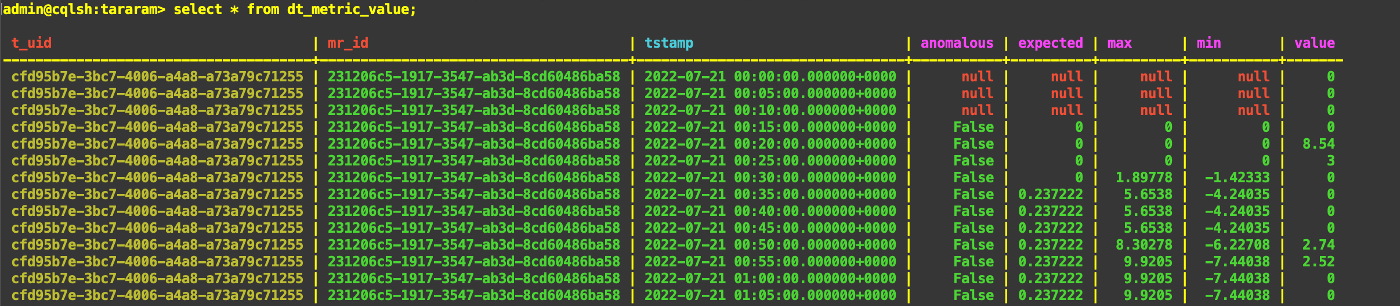 admin@cqlsh:tararam> select * from dt_metric_value;
t_uid | mr_id | tstamp | anomalous | expected | max | min | value
cfd95b7e-3bc7-4006-a4a8-a73a79c71255 | 231206c5-1917-3547-ab3d-8cd60486ba58 | 2022-07-21 00:00:00.000000+0000 | null | null | null | null | 0
cfd95b7e-3bc7-4006-a4a8-a73a79c71255 | 231206c5-1917-3547-ab3d-8cd60486ba58 | 2022-07-21 00:05:00.000000+0000 | null | null | null | null | 0
cfd95b7e-3bc7-4006-a4a8-a73a79c71255 | 231206c5-1917-3547-ab3d-8cd60486ba58 | 2022-07-21 00:10:00.000000+0000 | null | null | null | null | 0
cfd95b7e-3bc7-4006-a4a8-a73a79c71255 | 231206c5-1917-3547-ab3d-8cd60486ba58 | 2022-07-21 00:15:00.000000+0000 | False | 0 | 0 | 0 | 0
cfd95b7e-3bc7-4006-a4a8-a73a79c71255 | 231206c5-1917-3547-ab3d-8cd60486ba58 | 2022-07-21 00:20:00.000000+0000 | False | 0 | 0 | 0 | 8.54
cfd95b7e-3bc7-4006-a4a8-a73a79c71255 | 231206c5-1917-3547-ab3d-8cd60486ba58 | 2022-07-21 00:25:00.000000+0000 | False | 0 | 0 | 0 | 3
cfd95b7e-3bc7-4006-a4a8-a73a79c71255 | 231206c5-1917-3547-ab3d-8cd60486ba58 | 2022-07-21 00:30:00.000000+0000 | False | 0 | 1.89778 | -1.42333 | 0
cfd95b7e-3bc7-4006-a4a8-a73a79c71255 | 231206c5-1917-3547-ab3d-8cd60486ba58 | 2022-07-21 00:35:00.000000+0000 | False | 0.237222 | 5.6538 | -4.24035 | 0
cfd95b7e-3bc7-4006-a4a8-a73a79c71255 | 231206c5-1917-3547-ab3d-8cd60486ba58 | 2022-07-21 00:40:00.000000+0000 | False | 0.237222 | 5.6538 | -4.24035 | 0
cfd95b7e-3bc7-4006-a4a8-a73a79c71255 | 231206c5-1917-3547-ab3d-8cd60486ba58 | 2022-07-21 00:45:00.000000+0000 | False | 0.237222 | 5.6538 | -4.24035 | 0
cfd95b7e-3bc7-4006-a4a8-a73a79c71255 | 231206c5-1917-3547-ab3d-8cd60486ba58 | 2022-07-21 00:50:00.000000+0000 | False | 0.237222 | 8.30278 | -6.22708 | 2.74
cfd95b7e-3bc7-4006-a4a8-a73a79c71255 | 231206c5-1917-3547-ab3d-8cd60486ba58 | 2022-07-21 00:55:00.000000+0000 | False | 0.237222 | 9.9205 | -7.44038 | 2.52
cfd95b7e-3bc7-4006-a4a8-a73a79c71255 | 231206c5-1917-3547-ab3d-8cd60486ba58 | 2022-07-21 01:00:00.000000+0000 | False | 0.237222 | 9.9205 | -7.44038 | 0
cfd95b7e-3bc7-4006-a4a8-a73a79c71255 | 231206c5-1917-3547-ab3d-8cd60486ba58 | 2022-07-21 01:05:00.000000+0000 | False | 0.237222 | 9.9205 | -7.44038 | 0